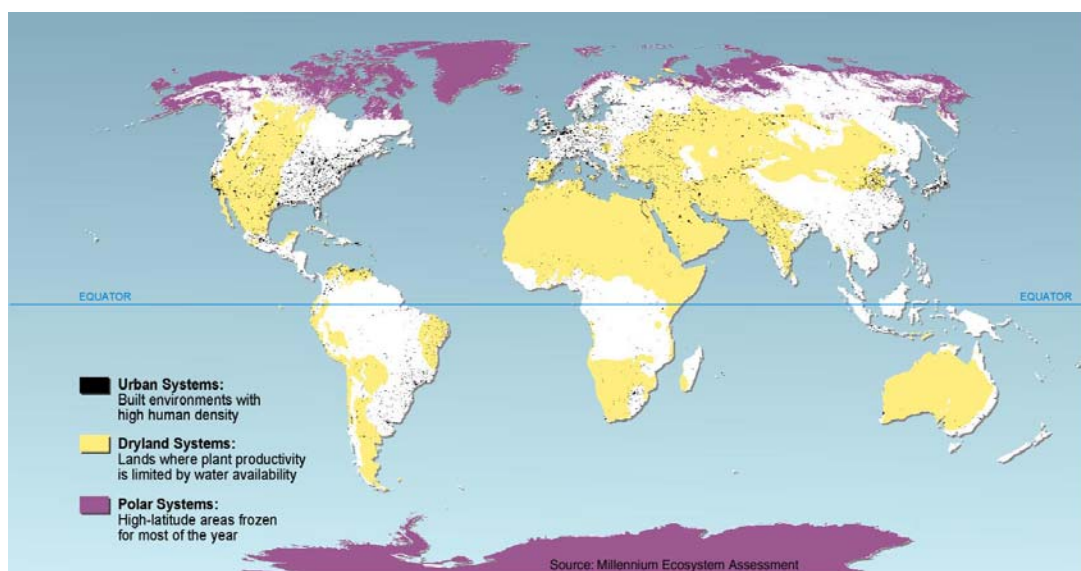 EQUATOR
EQUATOR
Urban Systems:
Built environments with
high human density
Dryland Systems:
Lands where plant productivity
is limited by water availability
Polar Systems:
High-latitude areas frozen
for most of the year
Source: Millennium Ecosystem Assessment